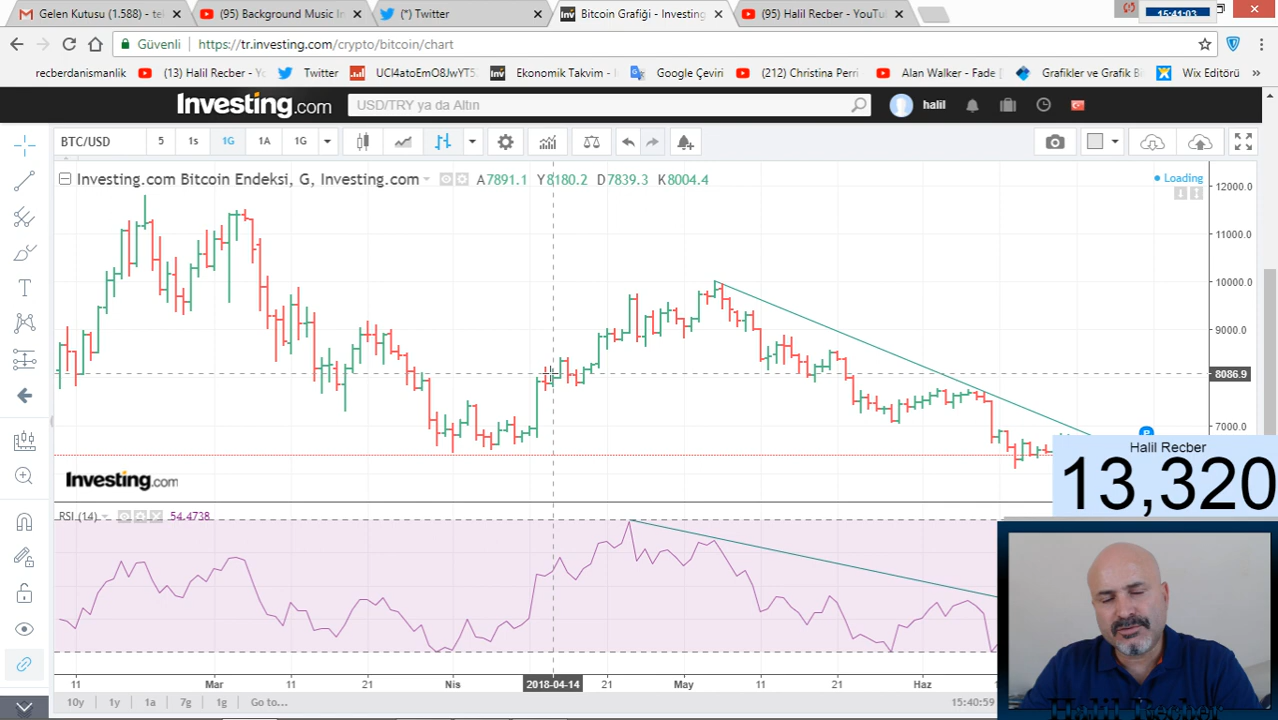 Gelen Kutusu (1.588) - tel
(95) Background Music In
(*) Twitter
Bitcoin Grafiği - Investing
(95) Halil Recber - YouTu
15:41:03
Güvenli
https://tr.investing.com/crypto/bitcoin/chart
recberdanismanlik
(13) Halil Recber - Yo
Twitter
UCl4atoEmO8JwYT5
Ekonomik Takvim - I
Google Çeviri
(212) Christina Perri
Alan Walker - Fade [
Grafikler ve Grafik B
Wix Editörü
»
Investing.com
USD/TRY ya da Altın
halil
BTC/USD
5
1s
1G
1A
1G
Investing.com Bitcoin Endeksi, G, Investing.com
A7891.1 Y8180.2 D7839.3 K8004.4
Loading
12000.0
11000.0
10000.0
9000.0
8086.9
7000.0
Investing.com
Halil Recber
13,320
RSI (14)
54.4738
11
Mar
11
21
Nis
2018-04-14
21
May
11
21
Haz
10y
1y
1a
7g
1g
Go to...
15:40:59
Halil Recber